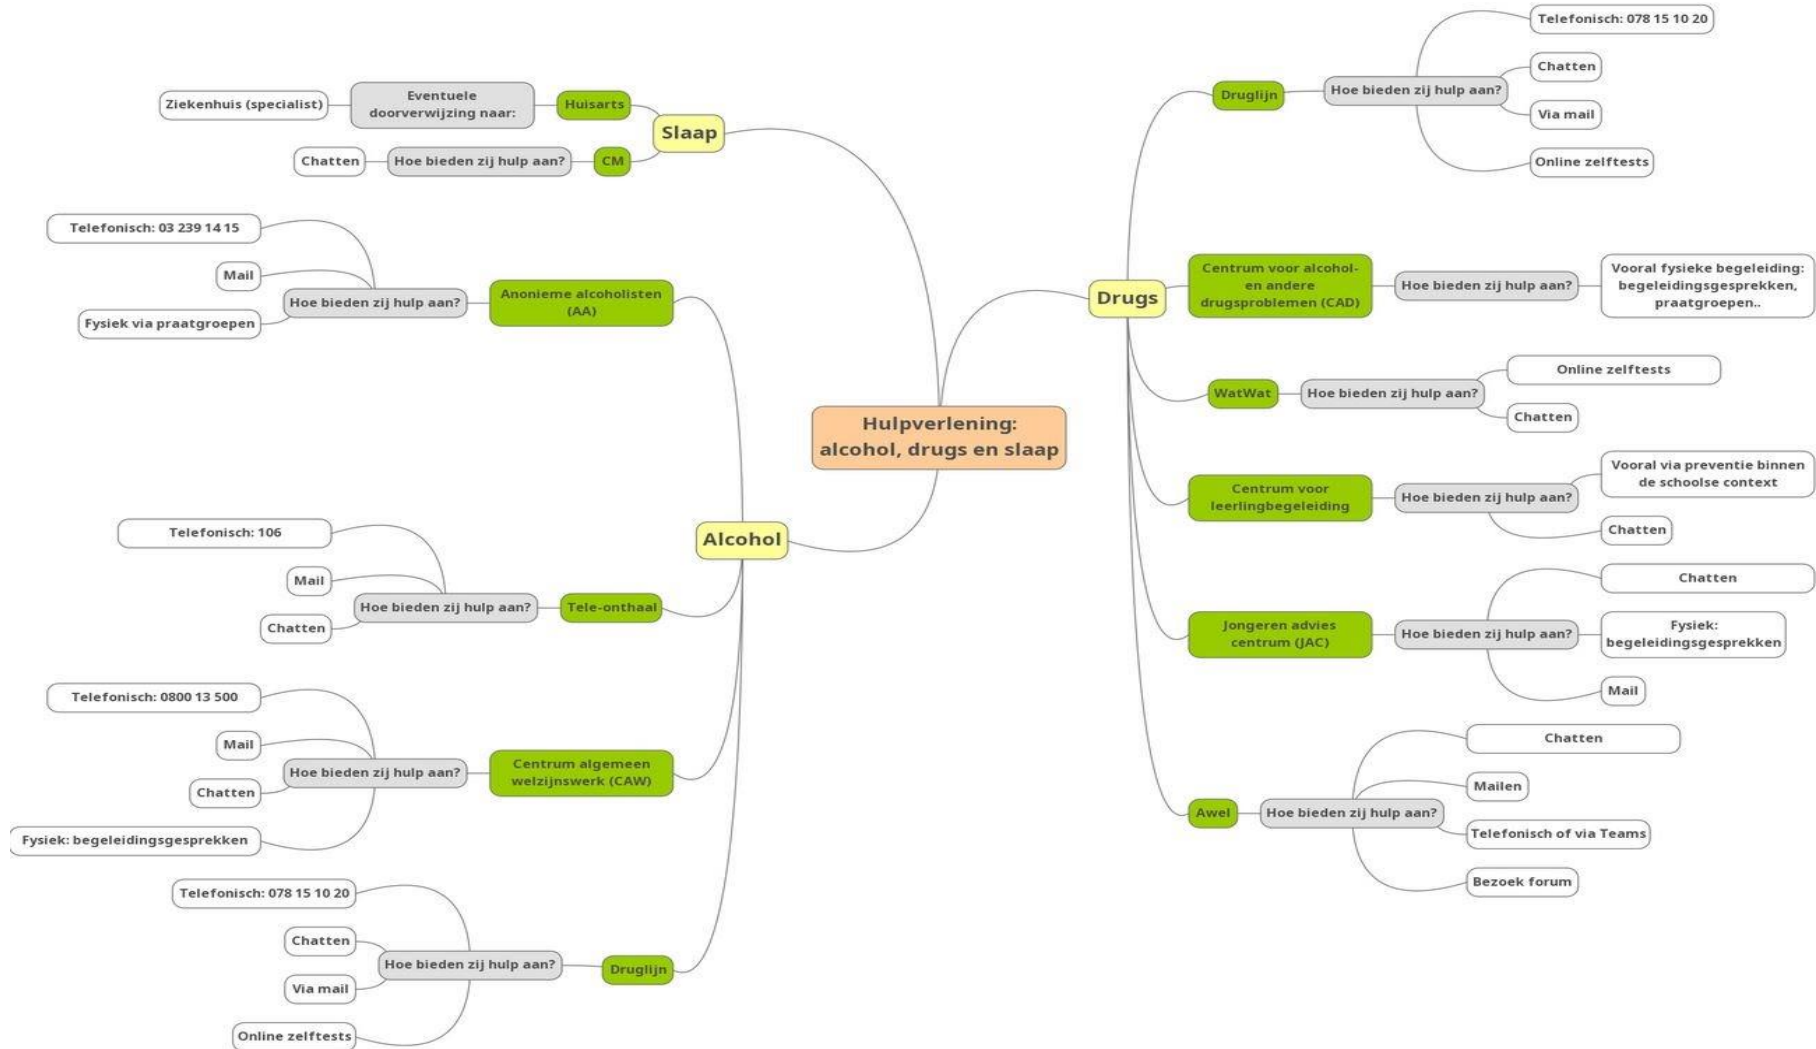 Hulpverlening:
alcohol, drugs en slaap
Slaap
Huisarts
Eventuele
doorverwijzing naar:
Ziekenhuis (specialist)
CM
Hoe bieden zij hulp aan?
Chatten
Alcohol
Anonieme alcoholisten
(AA)
Hoe bieden zij hulp aan?
Telefonisch: 03 239 14 15
Mail
Fysiek via praatgroepen
Tele-onthaal
Hoe bieden zij hulp aan?
Telefonisch: 106
Mail
Chatten
Centrum algemeen
welzijnswerk (CAW)
Hoe bieden zij hulp aan?
Telefonisch: 0800 13 500
Mail
Chatten
Fysiek: begeleidingsgesprekken
Druglijn
Hoe bieden zij hulp aan?
Telefonisch: 078 15 10 20
Chatten
Via mail
Online zelftests
Drugs
Druglijn
Hoe bieden zij hulp aan?
Telefonisch: 078 15 10 20
Chatten
Via mail
Online zelftests
Centrum voor alcohol-
en andere
drugsproblemen (CAD)
Hoe bieden zij hulp aan?
Vooral fysieke begeleiding:
begeleidingsgesprekken,
praatgroepen..
WatWat
Hoe bieden zij hulp aan?
Online zelftests
Chatten
Centrum voor
leerlingbegeleiding
Hoe bieden zij hulp aan?
Vooral via preventie binnen
de schoolse context
Chatten
Jongeren advies
centrum (JAC)
Hoe bieden zij hulp aan?
Chatten
Fysiek:
begeleidingsgesprekken
Mail
Awel
Hoe bieden zij hulp aan?
Chatten
Mailen
Telefonisch of via Teams
Bezoek forum